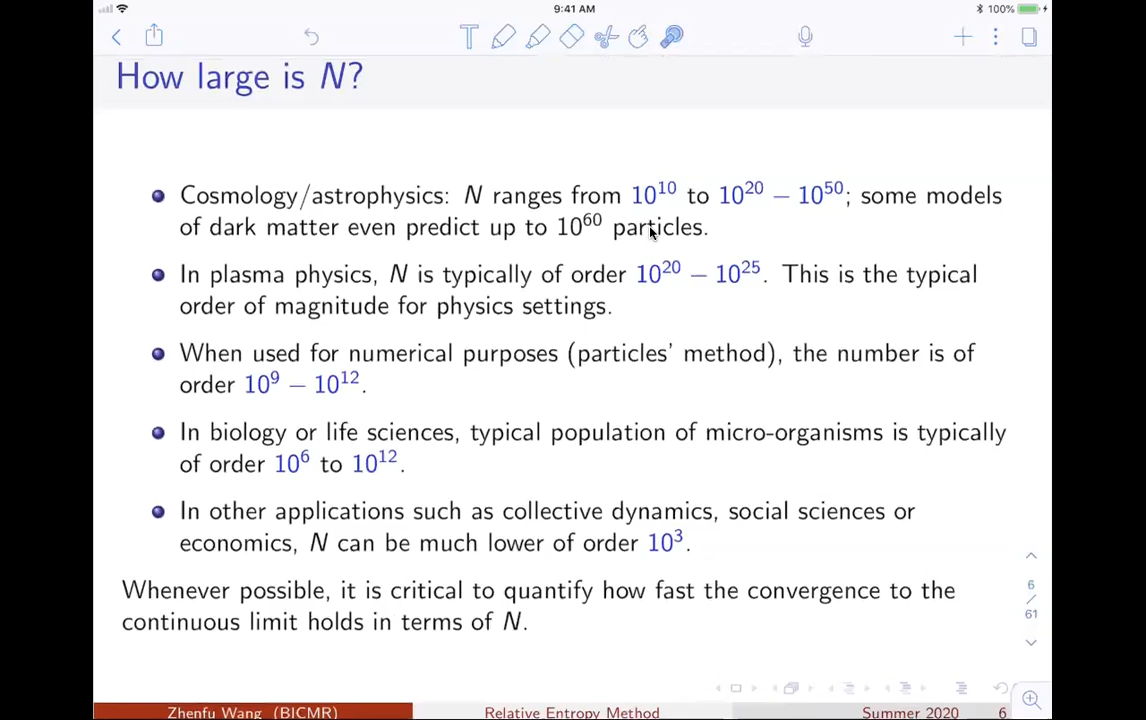 9:41 AM
100%
T
How large is N?
Cosmology/astrophysics: N ranges from 10^10 to 10^20 − 10^50; some models
of dark matter even predict up to 10^60 particles.
In plasma physics, N is typically of order 10^20 − 10^25. This is the typical
order of magnitude for physics settings.
When used for numerical purposes (particles' method), the number is of
order 10^9 − 10^12.
In biology or life sciences, typical population of micro-organisms is typically
of order 10^6 to 10^12.
In other applications such as collective dynamics, social sciences or
economics, N can be much lower of order 10^3.
Whenever possible, it is critical to quantify how fast the convergence to the
continuous limit holds in terms of N.
6
/
61
Zhenfu Wang (BICMR) Relative Entropy Method Summer 2020 6